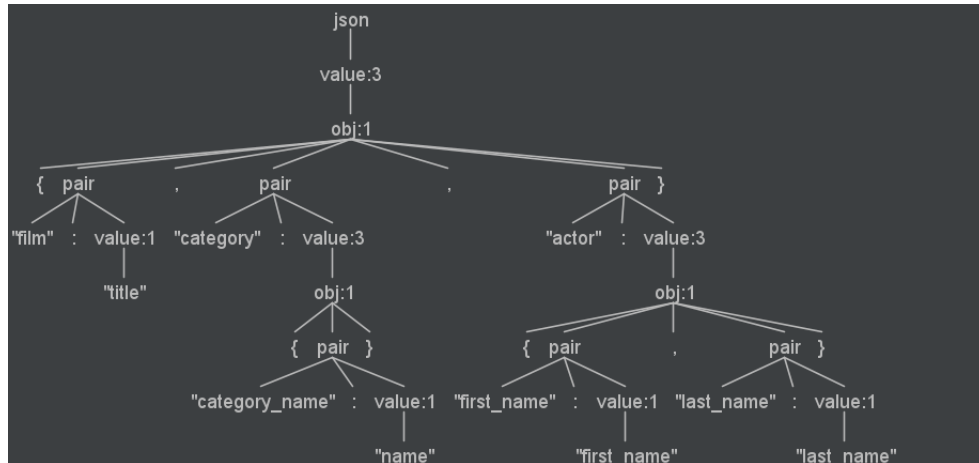 json
value:3
obj:1
{ pair , pair , pair }
"film" : value:1 "category" : value:3 "actor" : value:3
"title" obj:1 obj:1
{ pair } { pair , pair }
"category_name" : value:1 "first_name" : value:1 "last_name" : value:1
"name" "first_name" "last_name"